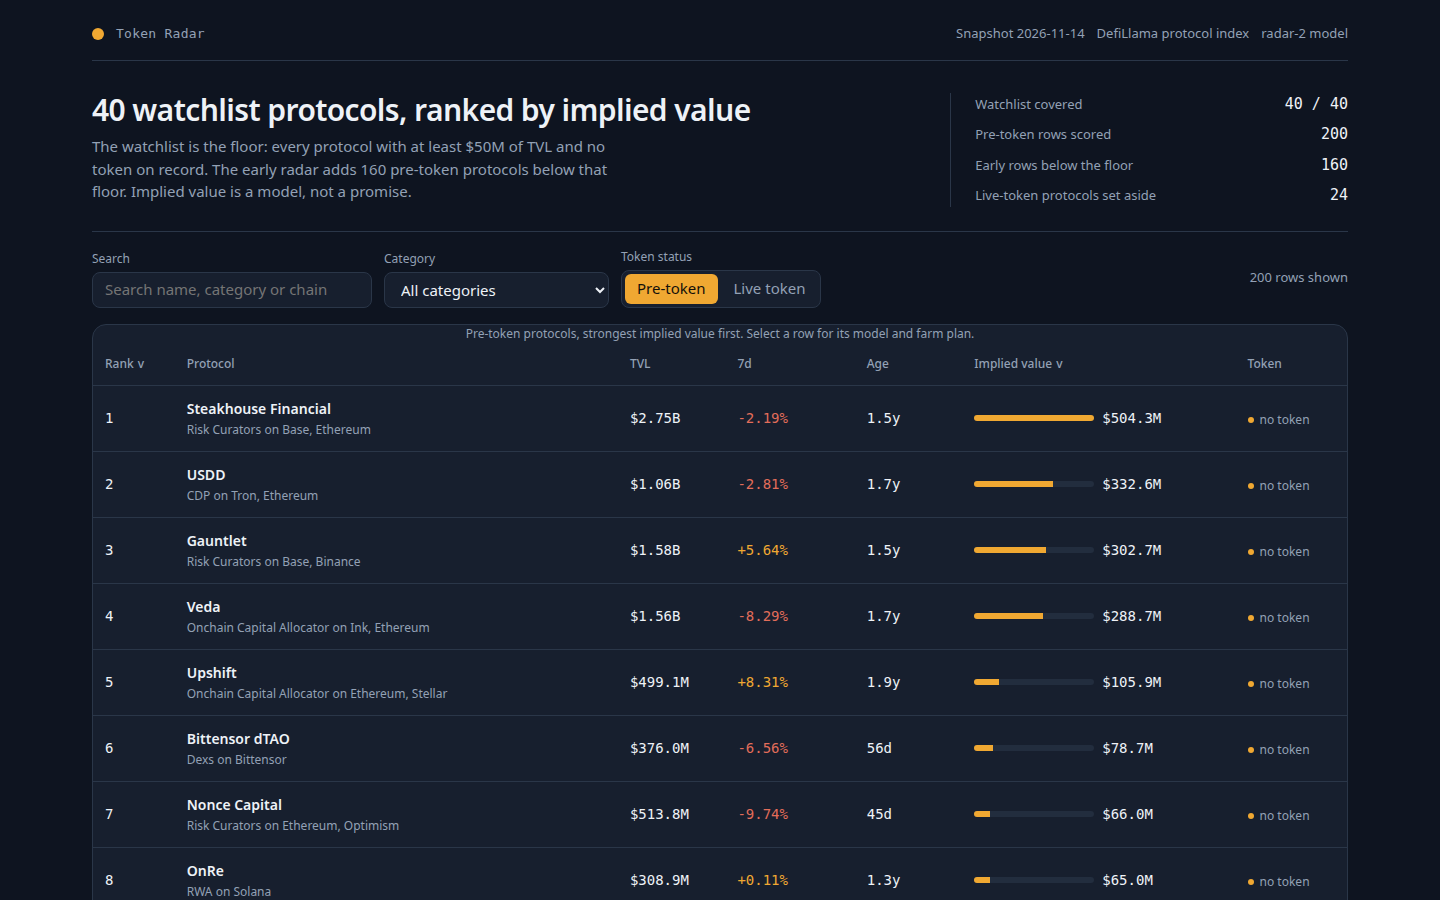 Token Radar
Snapshot 2026-11-14 DefiLlama protocol index radar-2 model
40 watchlist protocols, ranked by implied value
The watchlist is the floor: every protocol with at least $50M of TVL and no
token on record. The early radar adds 160 pre-token protocols below that
floor. Implied value is a model, not a promise.
Watchlist covered 40 / 40
Pre-token rows scored 200
Early rows below the floor 160
Live-token protocols set aside 24
Search
Search name, category or chain
Category
All categories
Token status
Pre-token Live token
200 rows shown
Pre-token protocols, strongest implied value first. Select a row for its model and farm plan.
Rank v Protocol TVL 7d Age Implied value v Token
1 Steakhouse Financial $2.75B -2.19% 1.5y $504.3M no token
Risk Curators on Base, Ethereum
2 USDD $1.06B -2.81% 1.7y $332.6M no token
CDP on Tron, Ethereum
3 Gauntlet $1.58B +5.64% 1.5y $302.7M no token
Risk Curators on Base, Binance
4 Veda $1.56B -8.29% 1.7y $288.7M no token
Onchain Capital Allocator on Ink, Ethereum
5 Upshift $499.1M +8.31% 1.9y $105.9M no token
Onchain Capital Allocator on Ethereum, Stellar
6 Bittensor dTAO $376.0M -6.56% 56d $78.7M no token
Dexs on Bittensor
7 Nonce Capital $513.8M -9.74% 45d $66.0M no token
Risk Curators on Ethereum, Optimism
8 OnRe $308.9M +0.11% 1.3y $65.0M no token
RWA on Solana